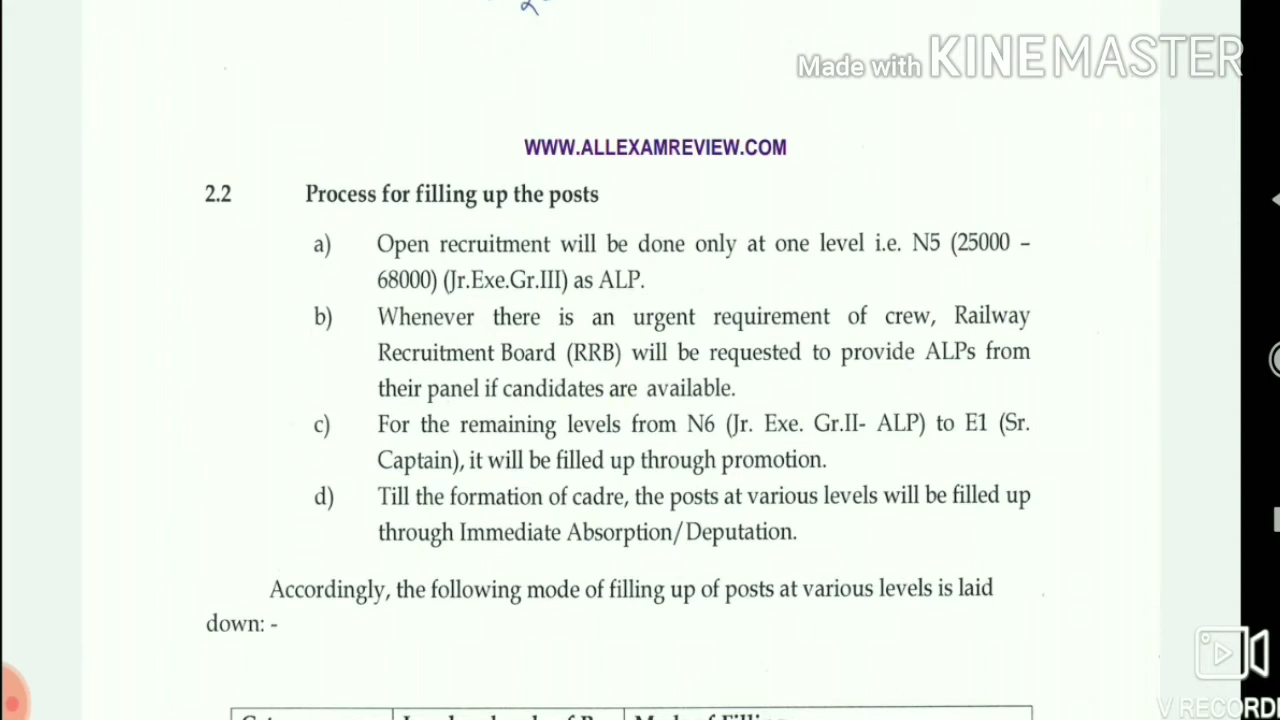 Made with KINEMASTER
WWW.ALLEXAMREVIEW.COM
2.2 Process for filling up the posts
a) Open recruitment will be done only at one level i.e. N5 (25000 –
68000) (Jr.Exe.Gr.III) as ALP.
b) Whenever there is an urgent requirement of crew, Railway
Recruitment Board (RRB) will be requested to provide ALPs from
their panel if candidates are available.
c) For the remaining levels from N6 (Jr. Exe. Gr.II- ALP) to E1 (Sr.
Captain), it will be filled up through promotion.
d) Till the formation of cadre, the posts at various levels will be filled up
through Immediate Absorption/Deputation.
Accordingly, the following mode of filling up of posts at various levels is laid
down: -
V RECORD